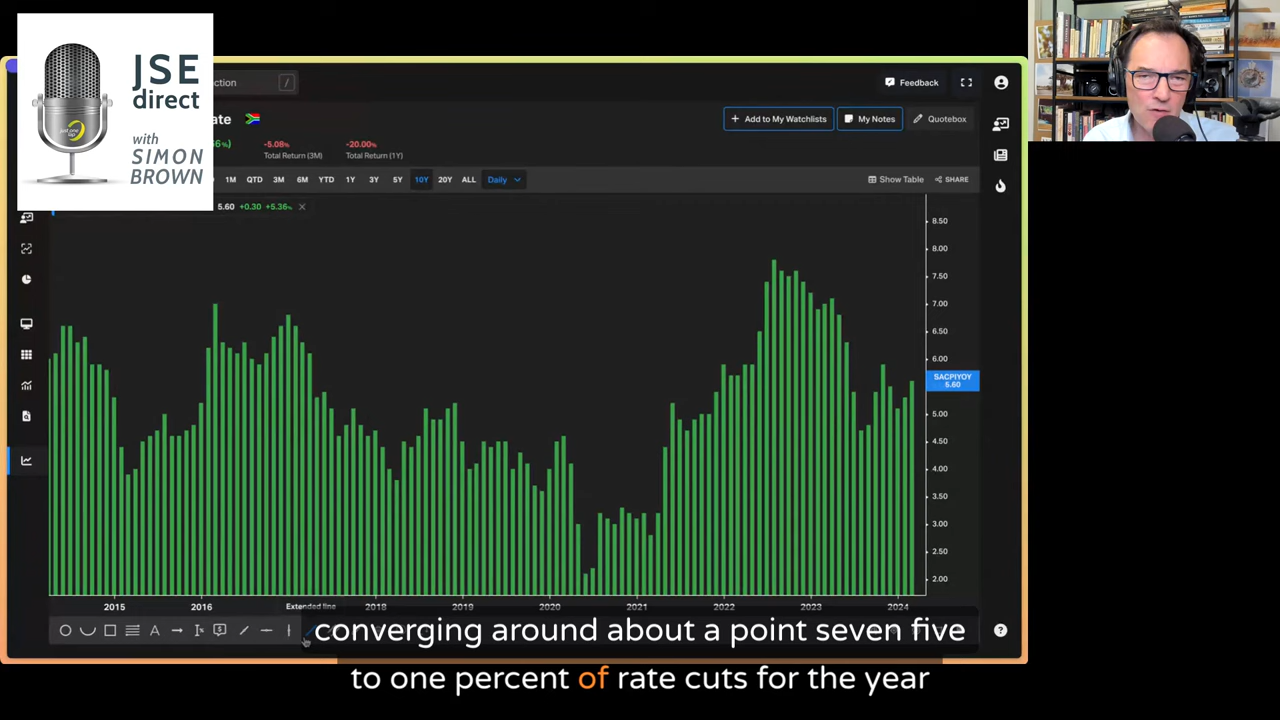 JSE
direct
with
SIMON
BROWN
just one lap
ction /
Feedback
ate
+ Add to My Watchlists
My Notes
Quotebox
6%)
-5.08%
Total Return (3M)
-20.00%
Total Return (1Y)
1M QTD 3M 6M YTD 1Y 3Y 5Y 10Y 20Y ALL Daily
Show Table
SHARE
5.60 +0.30 +5.36%
8.50
8.00
7.50
7.00
6.50
6.00
SACPIYOY
5.60
5.00
4.50
4.00
3.50
3.00
2.50
2.00
2015 2016 Extended line 2018 2019 2020 2021 2022 2023 2024
converging around about a point seven five
to one percent of rate cuts for the year